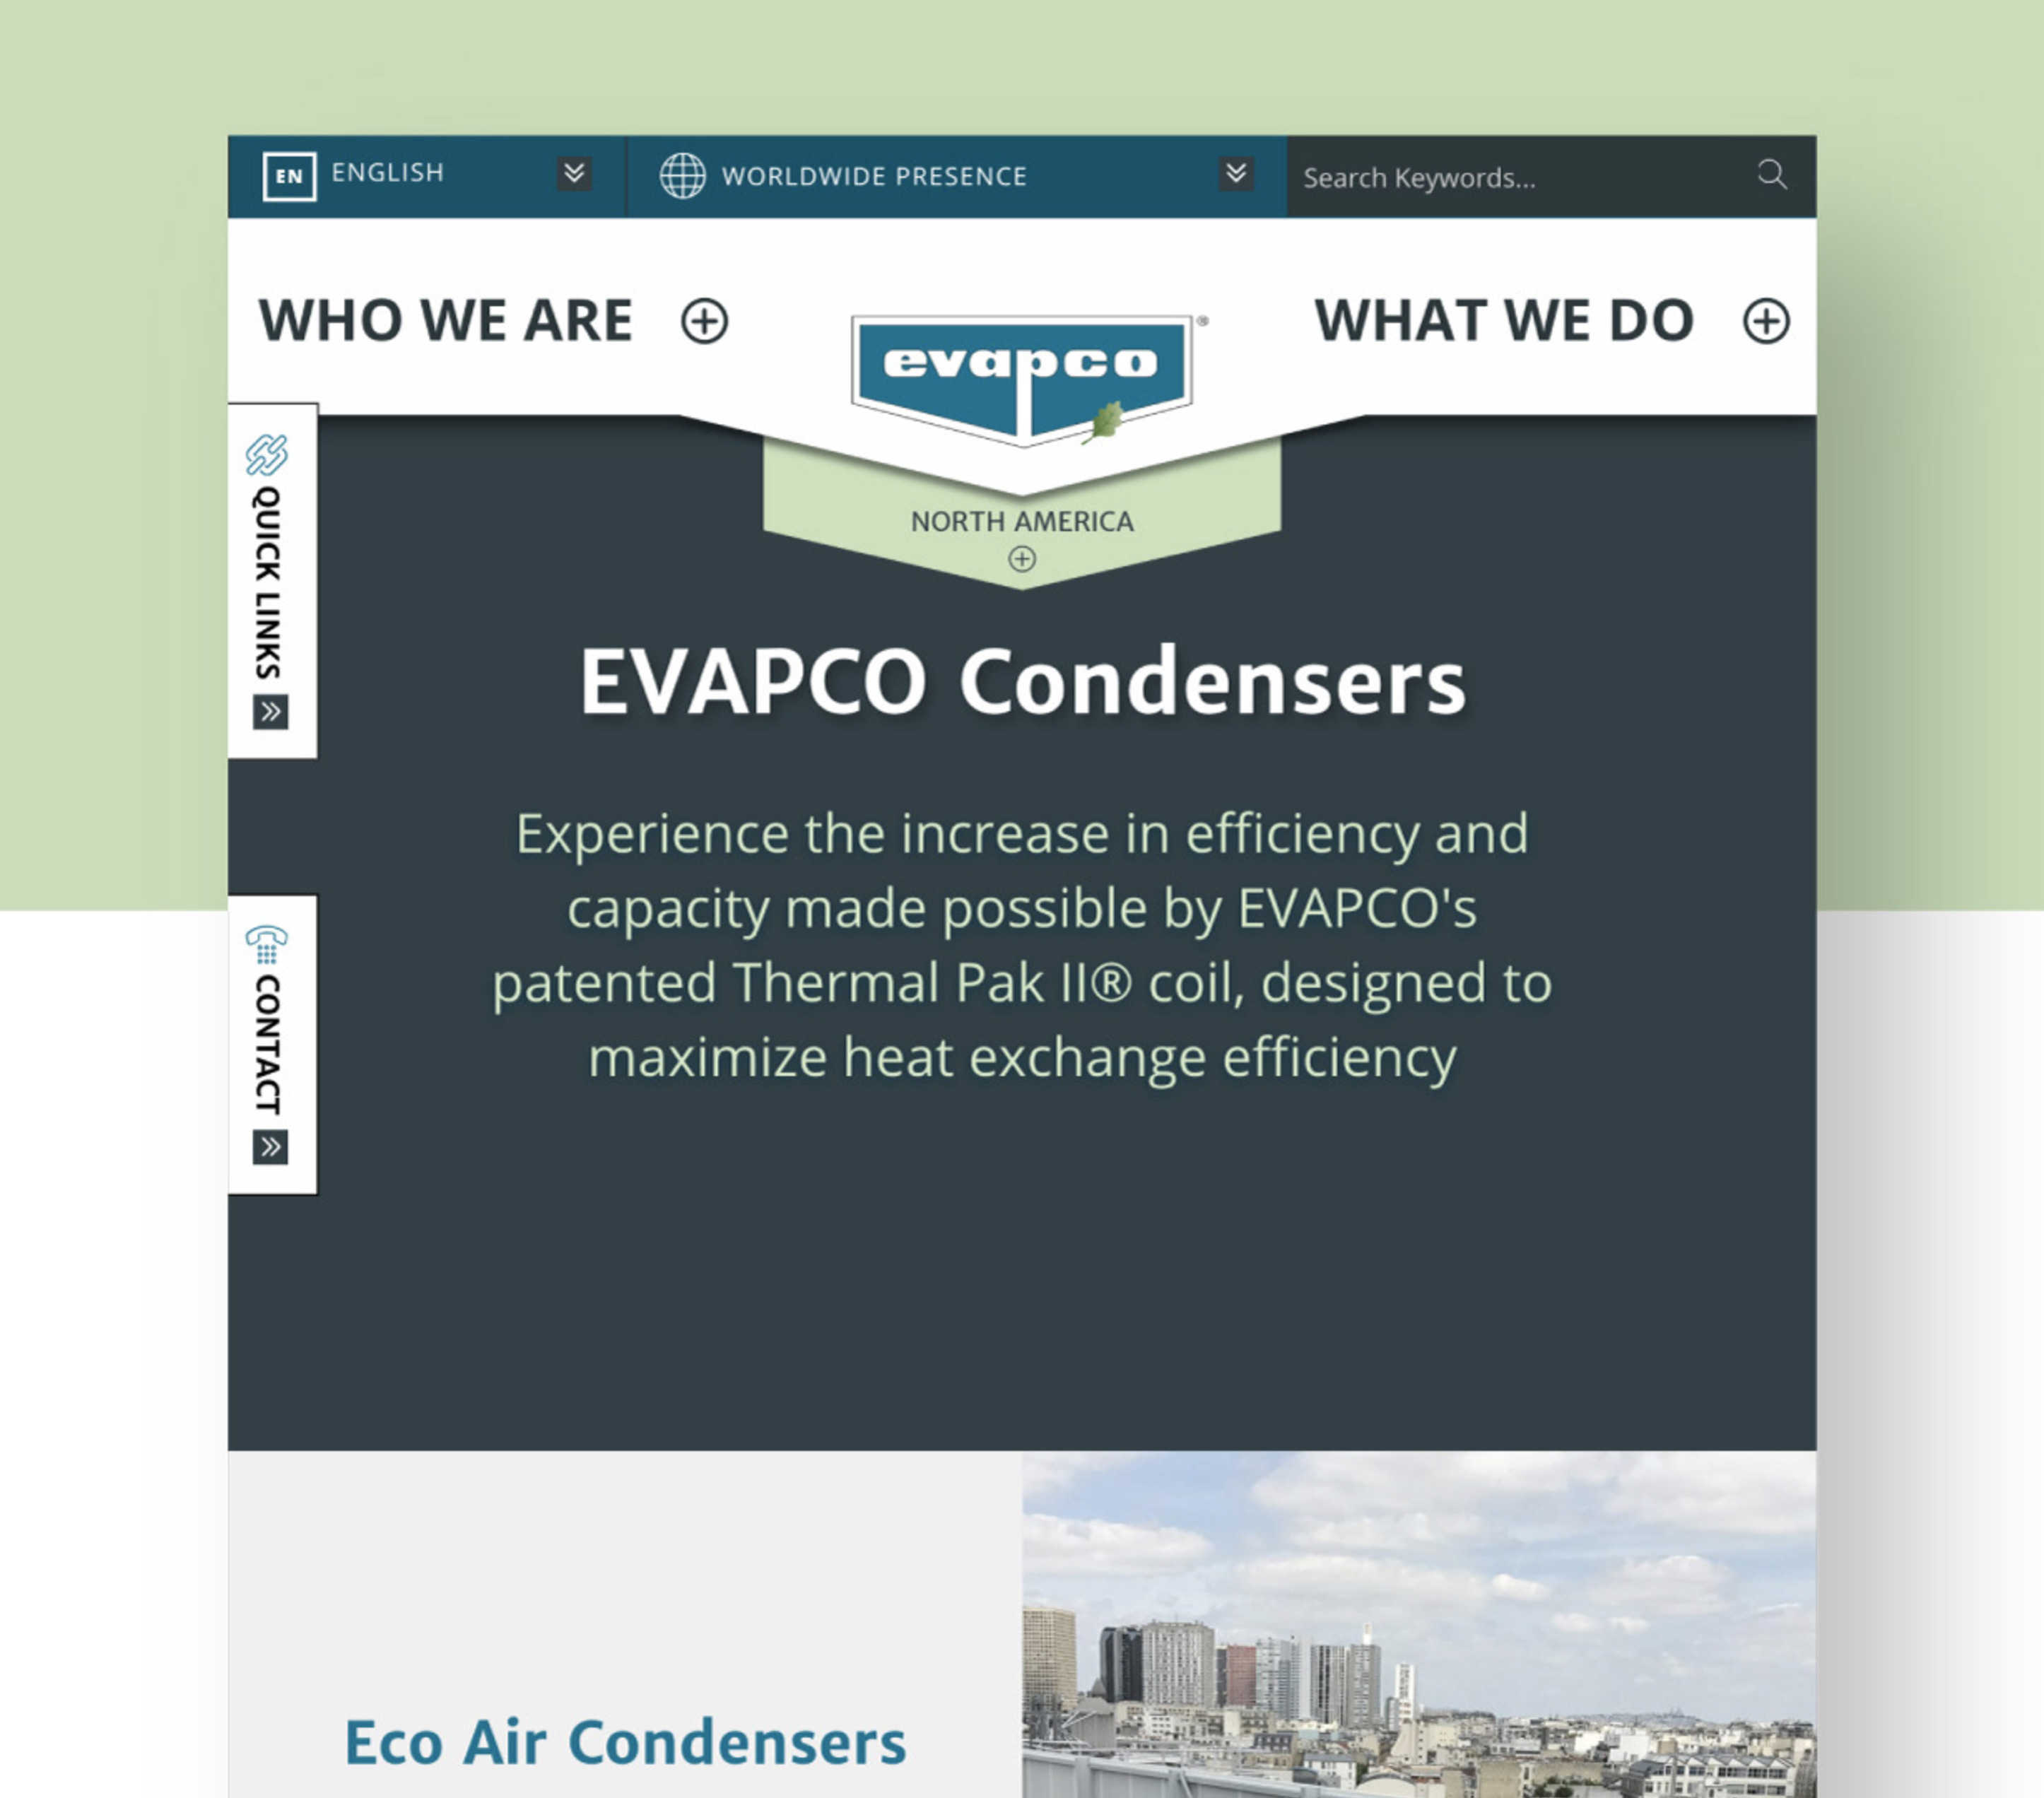 EN ENGLISH
WORLDWIDE PRESENCE
Search Keywords...
WHO WE ARE
evapco®
WHAT WE DO
NORTH AMERICA
QUICK LINKS
CONTACT
EVAPCO Condensers
Experience the increase in efficiency and
capacity made possible by EVAPCO's
patented Thermal Pak II® coil, designed to
maximize heat exchange efficiency
Eco Air Condensers